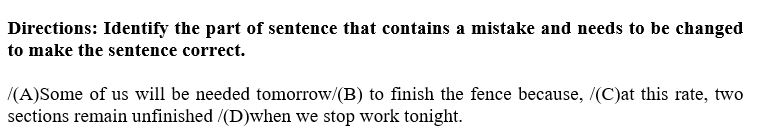 Directions: Identify the part of sentence that contains a mistake and needs to be changed
to make the sentence correct.
/(A)Some of us will be needed tomorrow/(B) to finish the fence because, /(C)at this rate, two
sections remain unfinished /(D)when we stop work tonight.